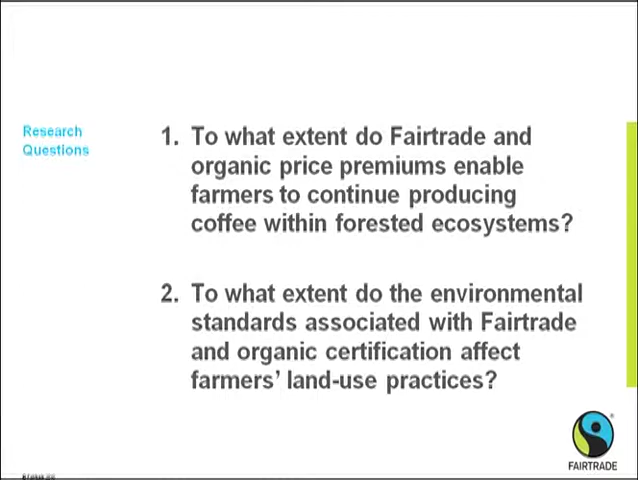 Research
Questions
1. To what extent do Fairtrade and
organic price premiums enable
farmers to continue producing
coffee within forested ecosystems?
2. To what extent do the environmental
standards associated with Fairtrade
and organic certification affect
farmers' land-use practices?
FAIRTRADE